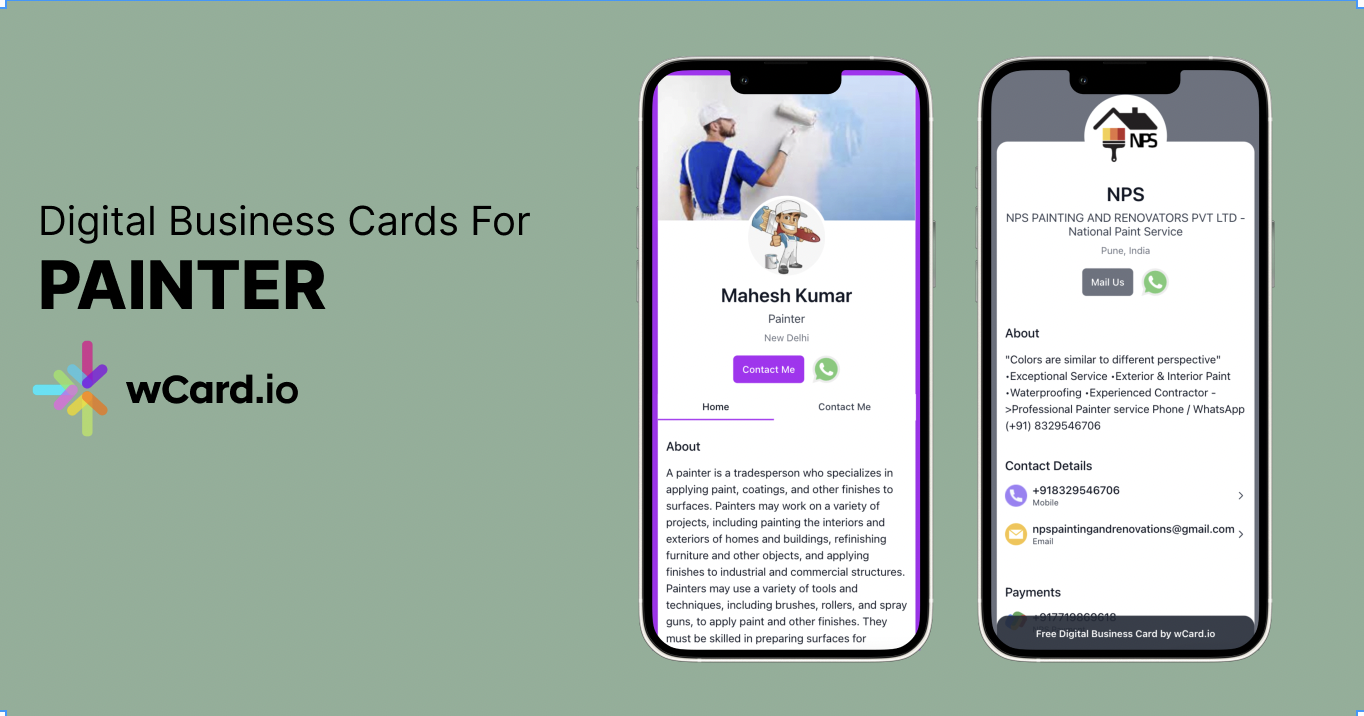 Digital Business Cards For
PAINTER
wCard.io
Mahesh Kumar
Painter
New Delhi
Contact Me
Home
Contact Me
About
A painter is a tradesperson who specializes in
applying paint, coatings, and other finishes to
surfaces. Painters may work on a variety of
projects, including painting the interiors and
exteriors of homes and buildings, refinishing
furniture and other objects, and applying
finishes to industrial and commercial structures.
Painters may use a variety of tools and
techniques, including brushes, rollers, and spray
guns, to apply paint and other finishes. They
must be skilled in preparing surfaces for
NPS
NPS
NPS PAINTING AND RENOVATORS PVT LTD -
National Paint Service
Pune, India
Mail Us
About
"Colors are similar to different perspective"
•Exceptional Service •Exterior & Interior Paint
•Waterproofing •Experienced Contractor -
>Professional Painter service Phone / WhatsApp
(+91) 8329546706
Contact Details
+918329546706
Mobile
npspaintingandrenovations@gmail.com
Email
Payments
+917719869618
Free Digital Business Card by wCard.io